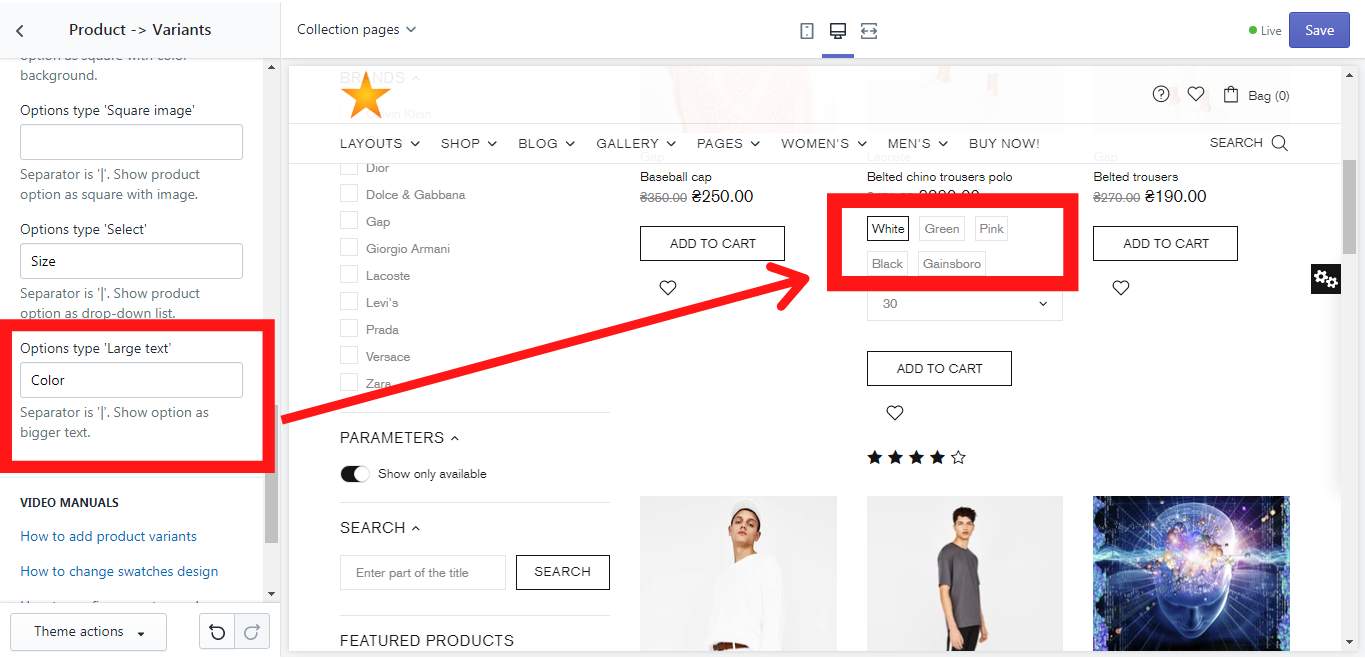 Product -> Variants
Collection pages
Live
Save
option as square with color
background.
Options type 'Square image'
Separator is '|'. Show product
option as square with image.
Options type 'Select'
Size
Separator is '|'. Show product
option as drop-down list.
Options type 'Large text'
Color
Separator is '|'. Show option as
bigger text.
VIDEO MANUALS
How to add product variants
How to change swatches design
Theme actions
BRANDS
Bag (0)
LAYOUTS SHOP BLOG GALLERY PAGES WOMEN'S MEN'S BUY NOW!
SEARCH
Dior
Dolce & Gabbana
Gap
Giorgio Armani
Lacoste
Levi's
Prada
Versace
Zara
PARAMETERS
Show only available
SEARCH
Enter part of the title
SEARCH
FEATURED PRODUCTS
Gap
Baseball cap
₴350.00 ₴250.00
ADD TO CART
Lacoste
Belted chino trousers polo
White
Green
Pink
Black
Gainsboro
30
ADD TO CART
Gap
Belted trousers
₴270.00 ₴190.00
ADD TO CART